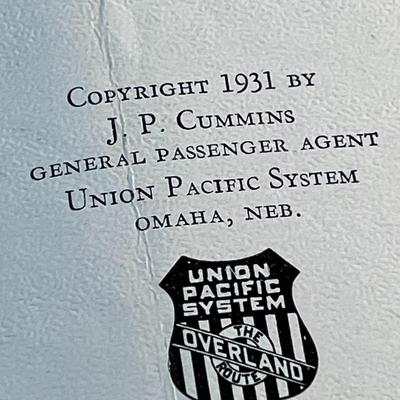 COPYRIGHT 1931 BY
J. P. CUMMINS
GENERAL PASSENGER AGENT
UNION PACIFIC SYSTEM
OMAHA, NEB.
UNION
PACIFIC
SYSTEM
THE
OVERLAND
ROUTE